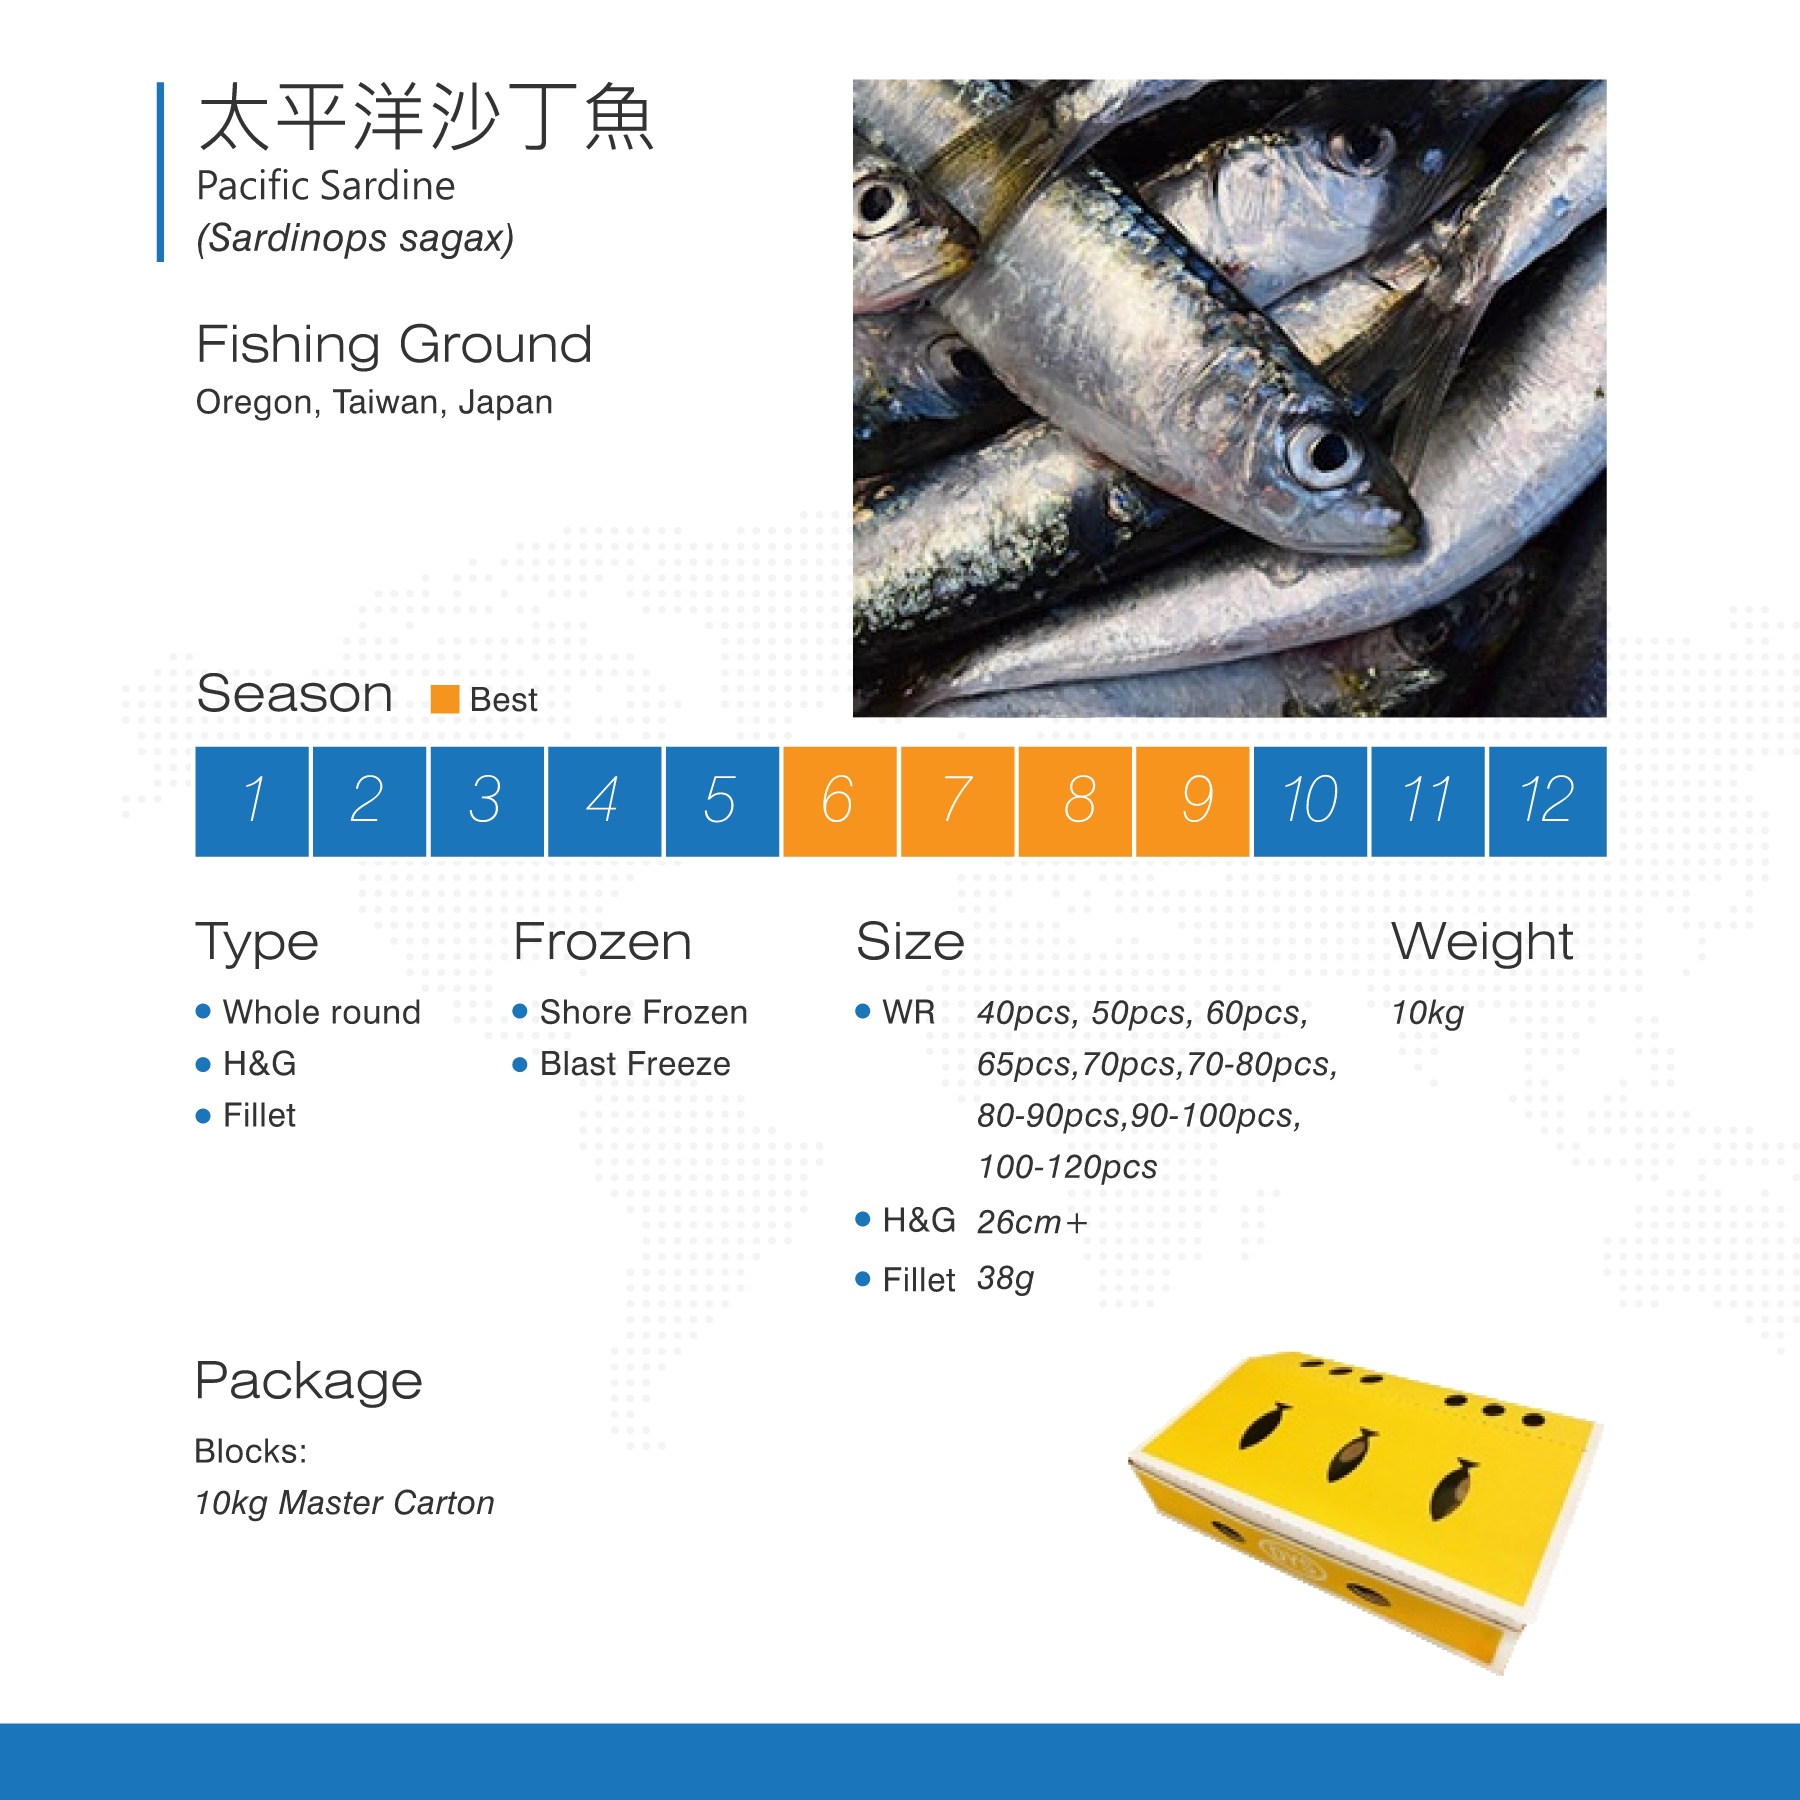 太平洋沙丁魚
Pacific Sardine
(Sardinops sagax)
Fishing Ground
Oregon, Taiwan, Japan
Season Best
1 2 3 4 5 6 7 8 9 10 11 12
Type
• Whole round
• H&G
• Fillet
Frozen
• Shore Frozen
• Blast Freeze
Size
• WR 40pcs, 50pcs, 60pcs,
65pcs,70pcs,70-80pcs,
80-90pcs,90-100pcs,
100-120pcs
• H&G 26cm+
• Fillet 38g
Weight
10kg
Package
Blocks:
10kg Master Carton